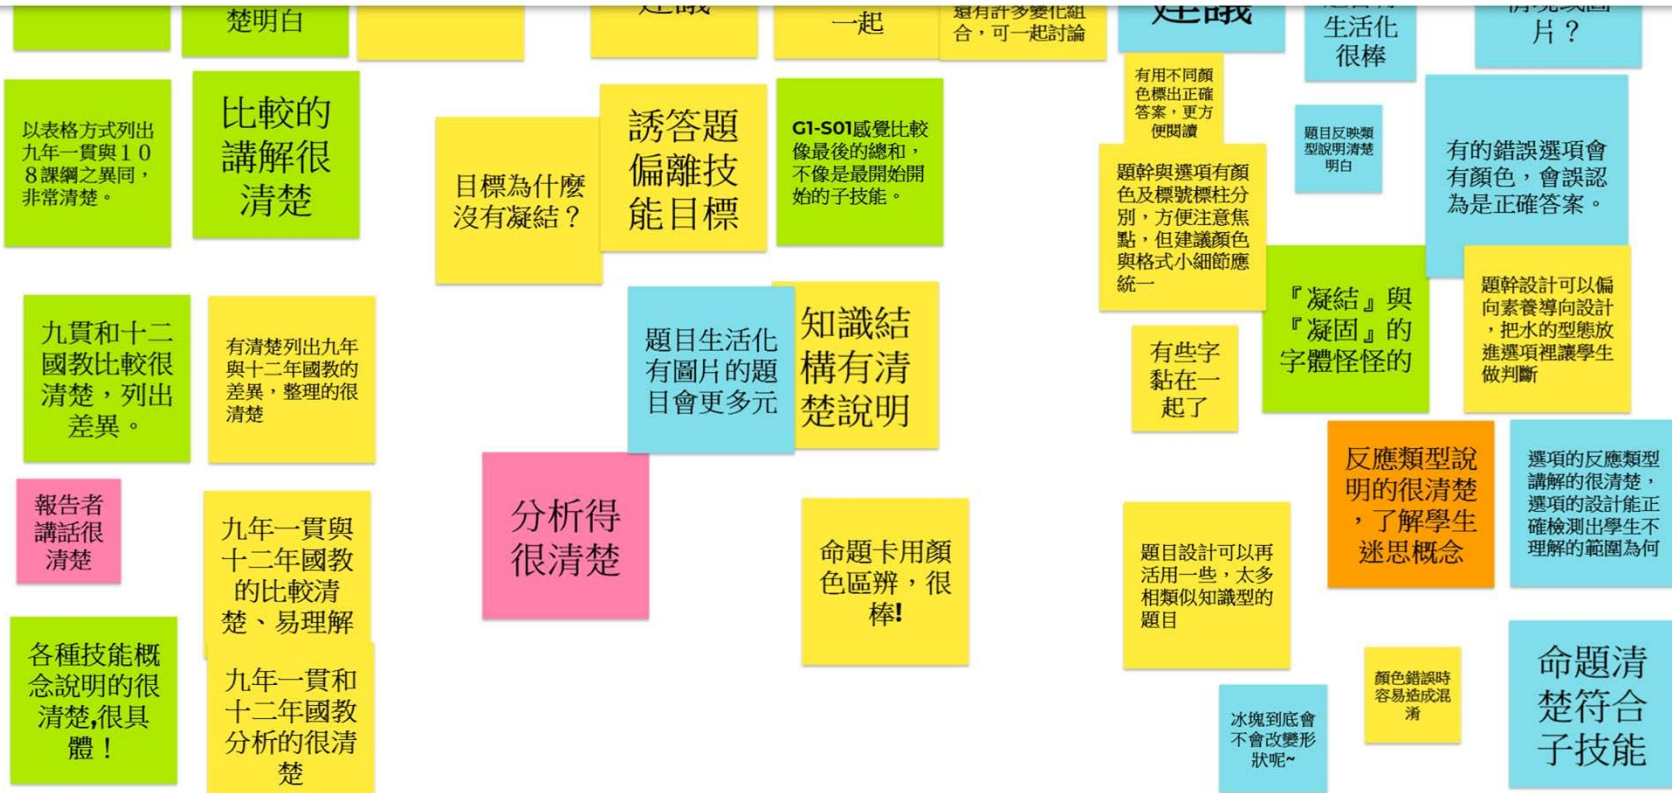 楚明白
一起
還有許多變化組
合，可一起討論
建議
生活化
很棒
片？
以表格方式列出
九年一貫與１０
８課綱之異同，
非常清楚。
比較的
講解很
清楚
目標為什麼
沒有凝結？
誘答題
偏離技
能目標
G1-S01感覺比較
像最後的總和，
不像是最開始開
始的子技能。
有用不同顏
色標出正確
答案，更方
便閱讀
題目反映類
型說明清楚
明白
有的錯誤選項會
有顏色，會誤認
為是正確答案。
題幹與選項有顏
色及標號標柱分
別，方便注意焦
點，但建議顏色
與格式小細節應
統一
『凝結』與
『凝固』的
字體怪怪的
題幹設計可以偏
向素養導向設計
，把水的型態放
進選項裡讓學生
做判斷
九貫和十二
國教比較很
清楚，列出
差異。
有清楚列出九年
與十二年國教的
差異，整理的很
清楚
題目生活化
有圖片的題
目會更多元
知識結
構有清
楚說明
有些字
黏在一
起了
反應類型說
明的很清楚
，了解學生
迷思概念
選項的反應類型
講解的很清楚，
選項的設計能正
確檢測出學生不
理解的範圍為何
報告者
講話很
清楚
九年一貫與
十二年國教
的比較清
楚、易理解
分析得
很清楚
命題卡用顏
色區辨，很
棒!
題目設計可以再
活用一些，太多
相類似知識型的
題目
各種技能概
念說明的很
清楚,很具
體！
九年一貫和
十二年國教
分析的很清
楚
冰塊到底會
不會改變形
狀呢~
顏色錯誤時
容易造成混
淆
命題清
楚符合
子技能